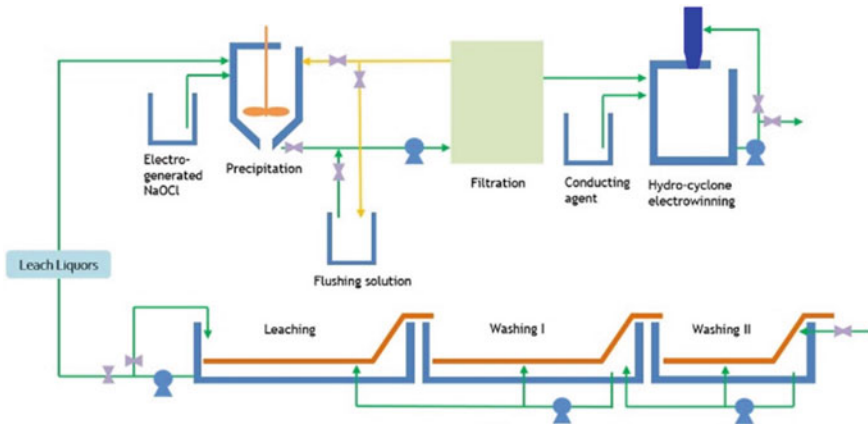 Electro-
generated
NaOCl
Precipitation
Filtration
Conducting
agent
Hydro-cyclone
electrowinning
Flushing solution
Leach Liquors
Leaching
Washing I
Washing II